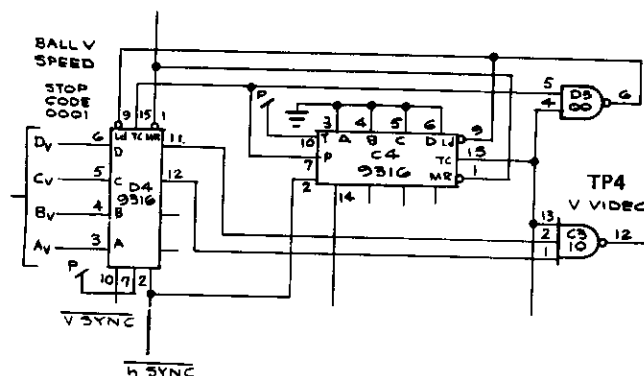 BALL V
SPEED
STOP
CODE
0001
9 15 1
Ld TC MR
DV 6 D 11
CV 5 C 12
D4
9316
BV 4 B
AV 3 A
P
10 7 2
V SYNC
h SYNC
P
3 4 5 6
10 T A B C D Ld 9
7 P C4 TC 15
2 9316 MR 1
14
5
4
D5
00
6
TP4
V VIDEO
13
2
1
C3
10
12